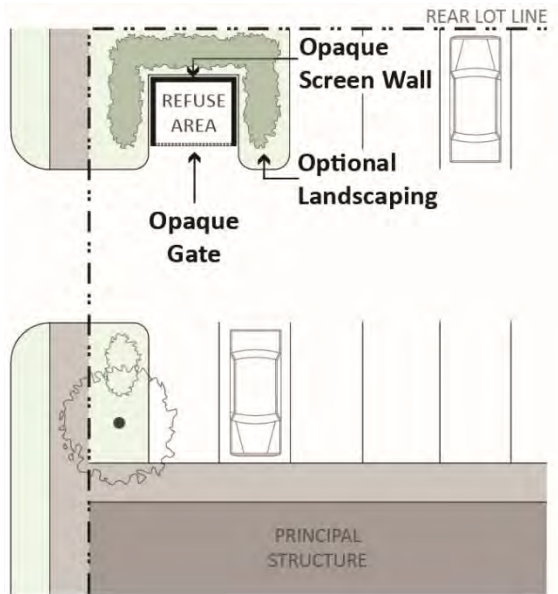 REAR LOT LINE
Opaque
Screen Wall
REFUSE
AREA
Optional
Landscaping
Opaque
Gate
PRINCIPAL
STRUCTURE